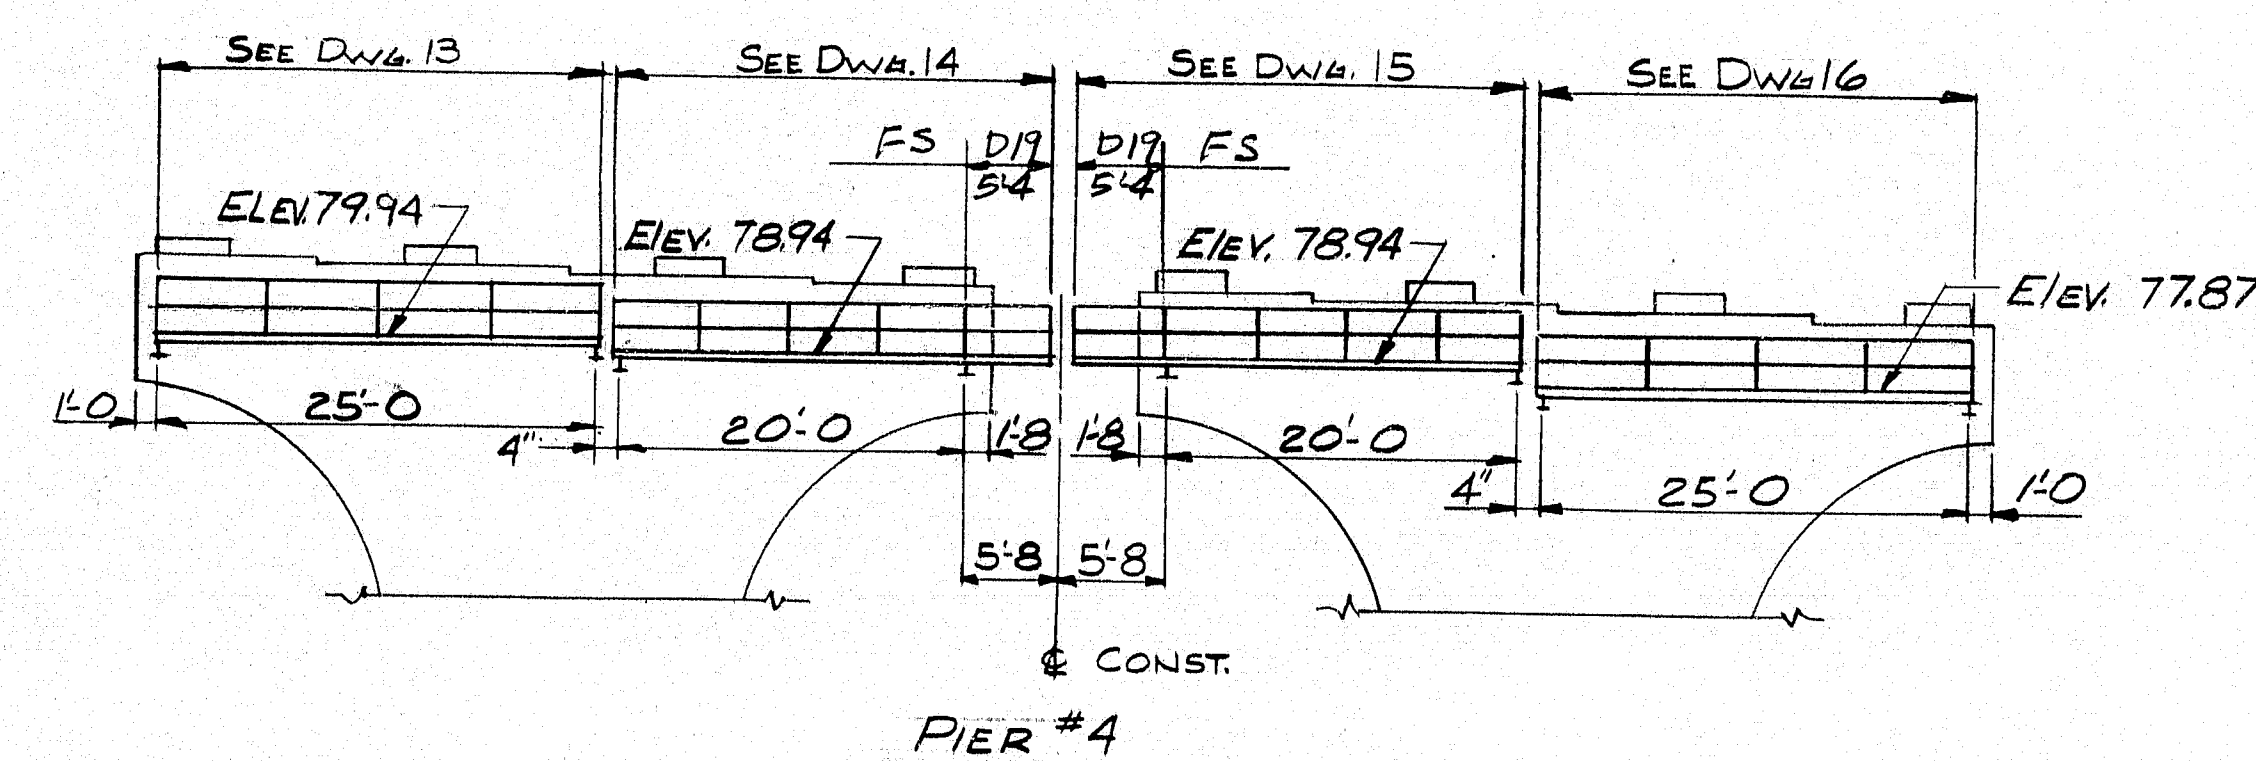 SEE DWG. 13
SEE DWG. 14
SEE DWG. 15
SEE DWG 16
FS D19 D19 FS
5'-4 5'-4
ELEV. 79.94
ElEV. 78.94
ElEV. 78.94
ElEV. 77.87
1'-0 25'-0 4" 20'-0 1'-8 1'-8 20'-0 4" 25'-0 1'-0
5'-8 5'-8
℄ CONST.
PIER #4